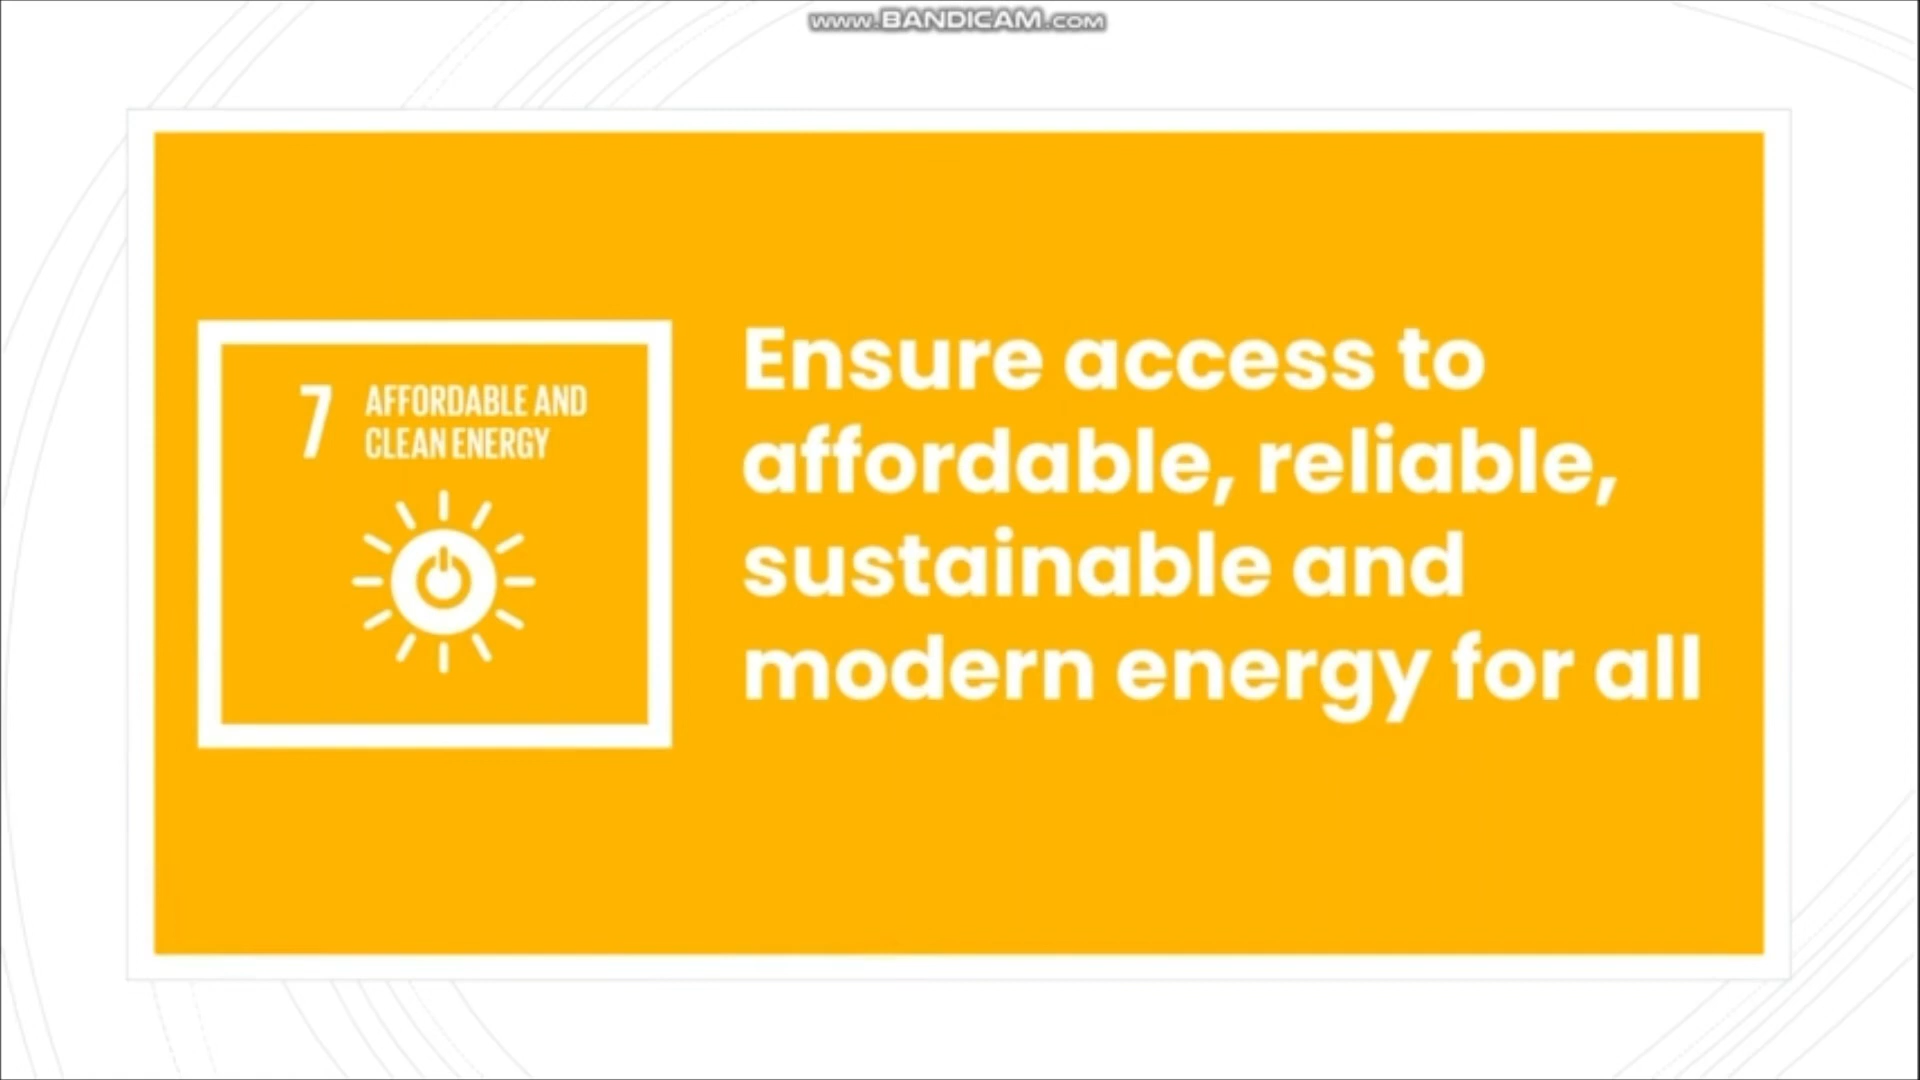 www.BANDICAM.com
7 AFFORDABLE AND
CLEAN ENERGY
Ensure access to
affordable, reliable,
sustainable and
modern energy for all